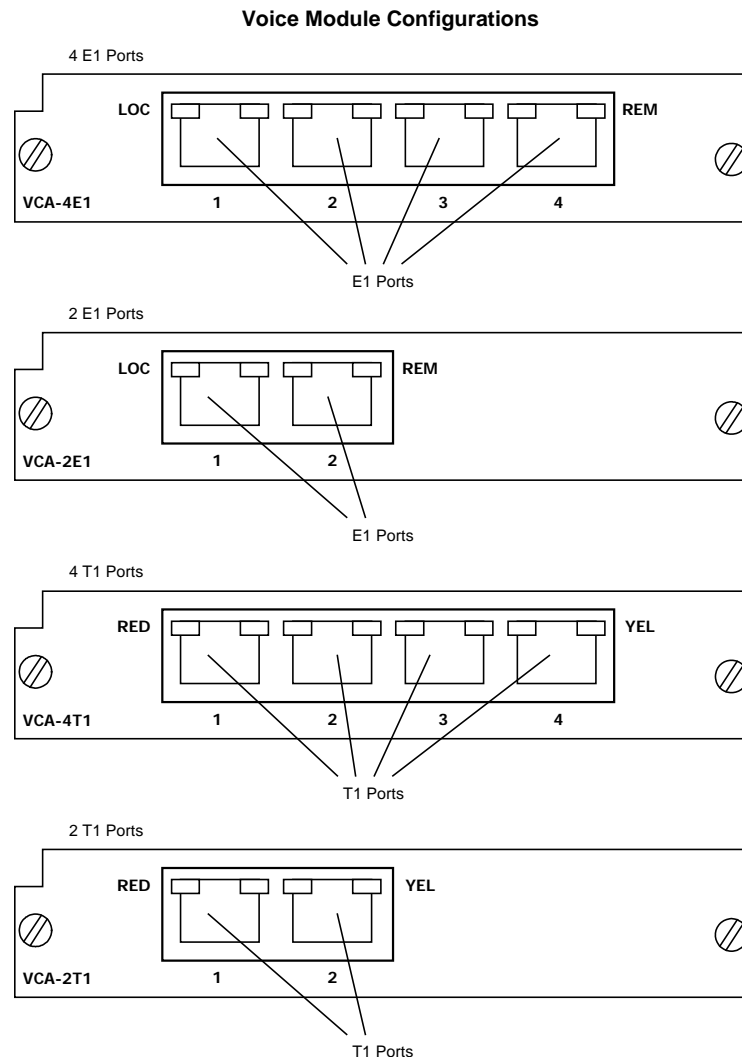 Voice Module Configurations
4 E1 Ports
LOC REM
VCA-4E1 1 2 3 4
E1 Ports
2 E1 Ports
LOC REM
VCA-2E1 1 2
E1 Ports
4 T1 Ports
RED YEL
VCA-4T1 1 2 3 4
T1 Ports
2 T1 Ports
RED YEL
VCA-2T1 1 2
T1 Ports